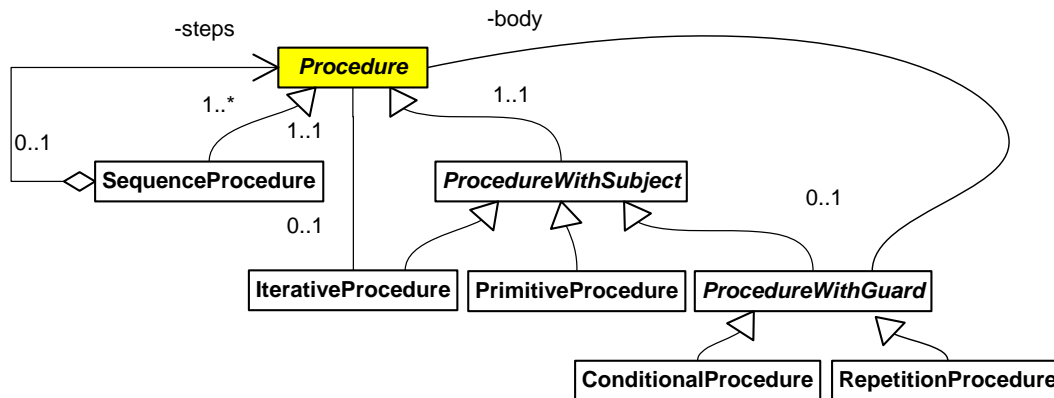 -steps
-body
Procedure
1..*
1..1
1..1
0..1
SequenceProcedure
ProcedureWithSubject
0..1
0..1
IterativeProcedure
PrimitiveProcedure
ProcedureWithGuard
ConditionalProcedure
RepetitionProcedure